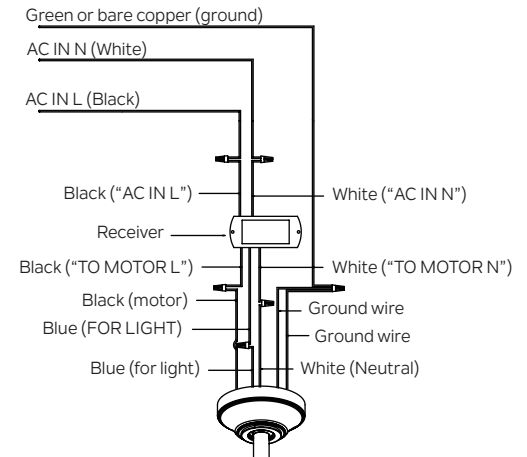 Green or bare copper (ground)
AC IN N (White)
AC IN L (Black)
Black (“AC IN L”)
White (“AC IN N”)
Receiver
Black (“TO MOTOR L”)
White (“TO MOTOR N”)
Black (motor)
Ground wire
Blue (FOR LIGHT)
Ground wire
Blue (for light)
White (Neutral)